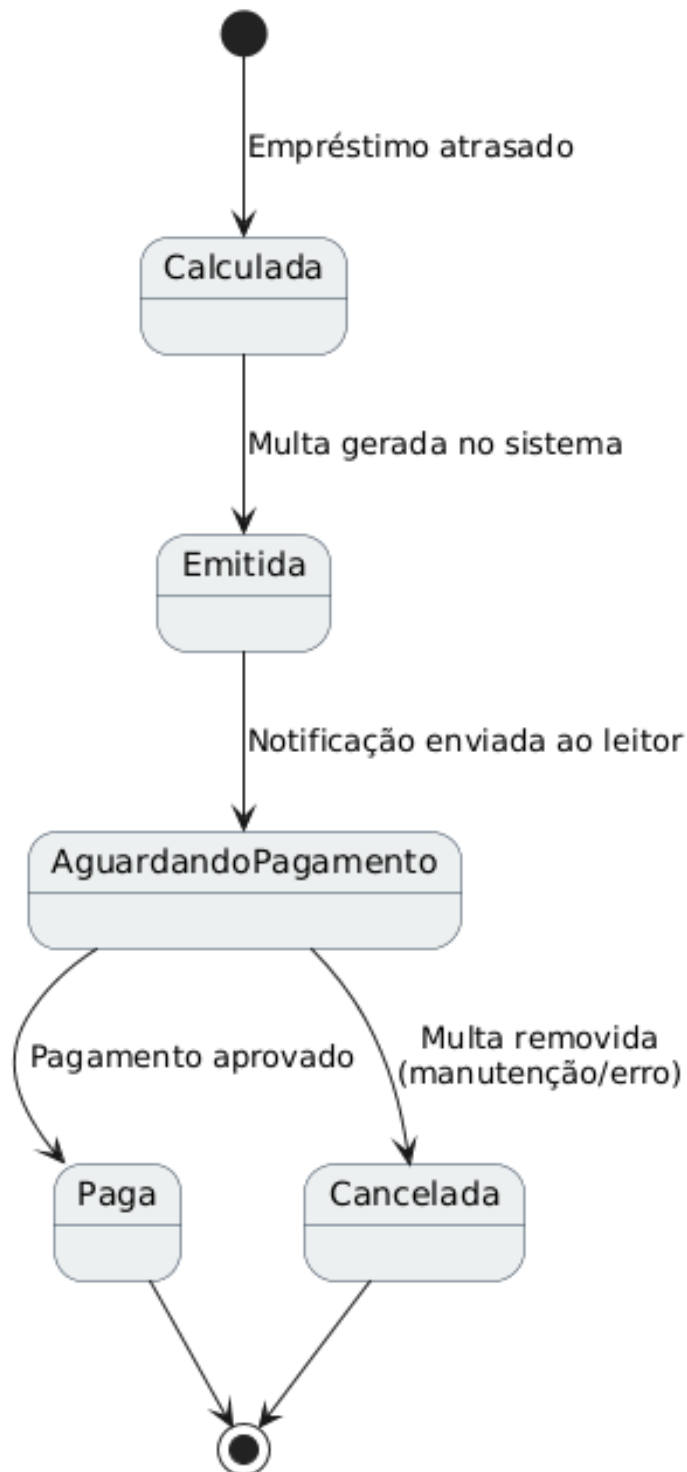 Empréstimo atrasado
Calculada
Multa gerada no sistema
Emitida
Notificação enviada ao leitor
AguardandoPagamento
Pagamento aprovado
Multa removida
(manutenção/erro)
Paga
Cancelada